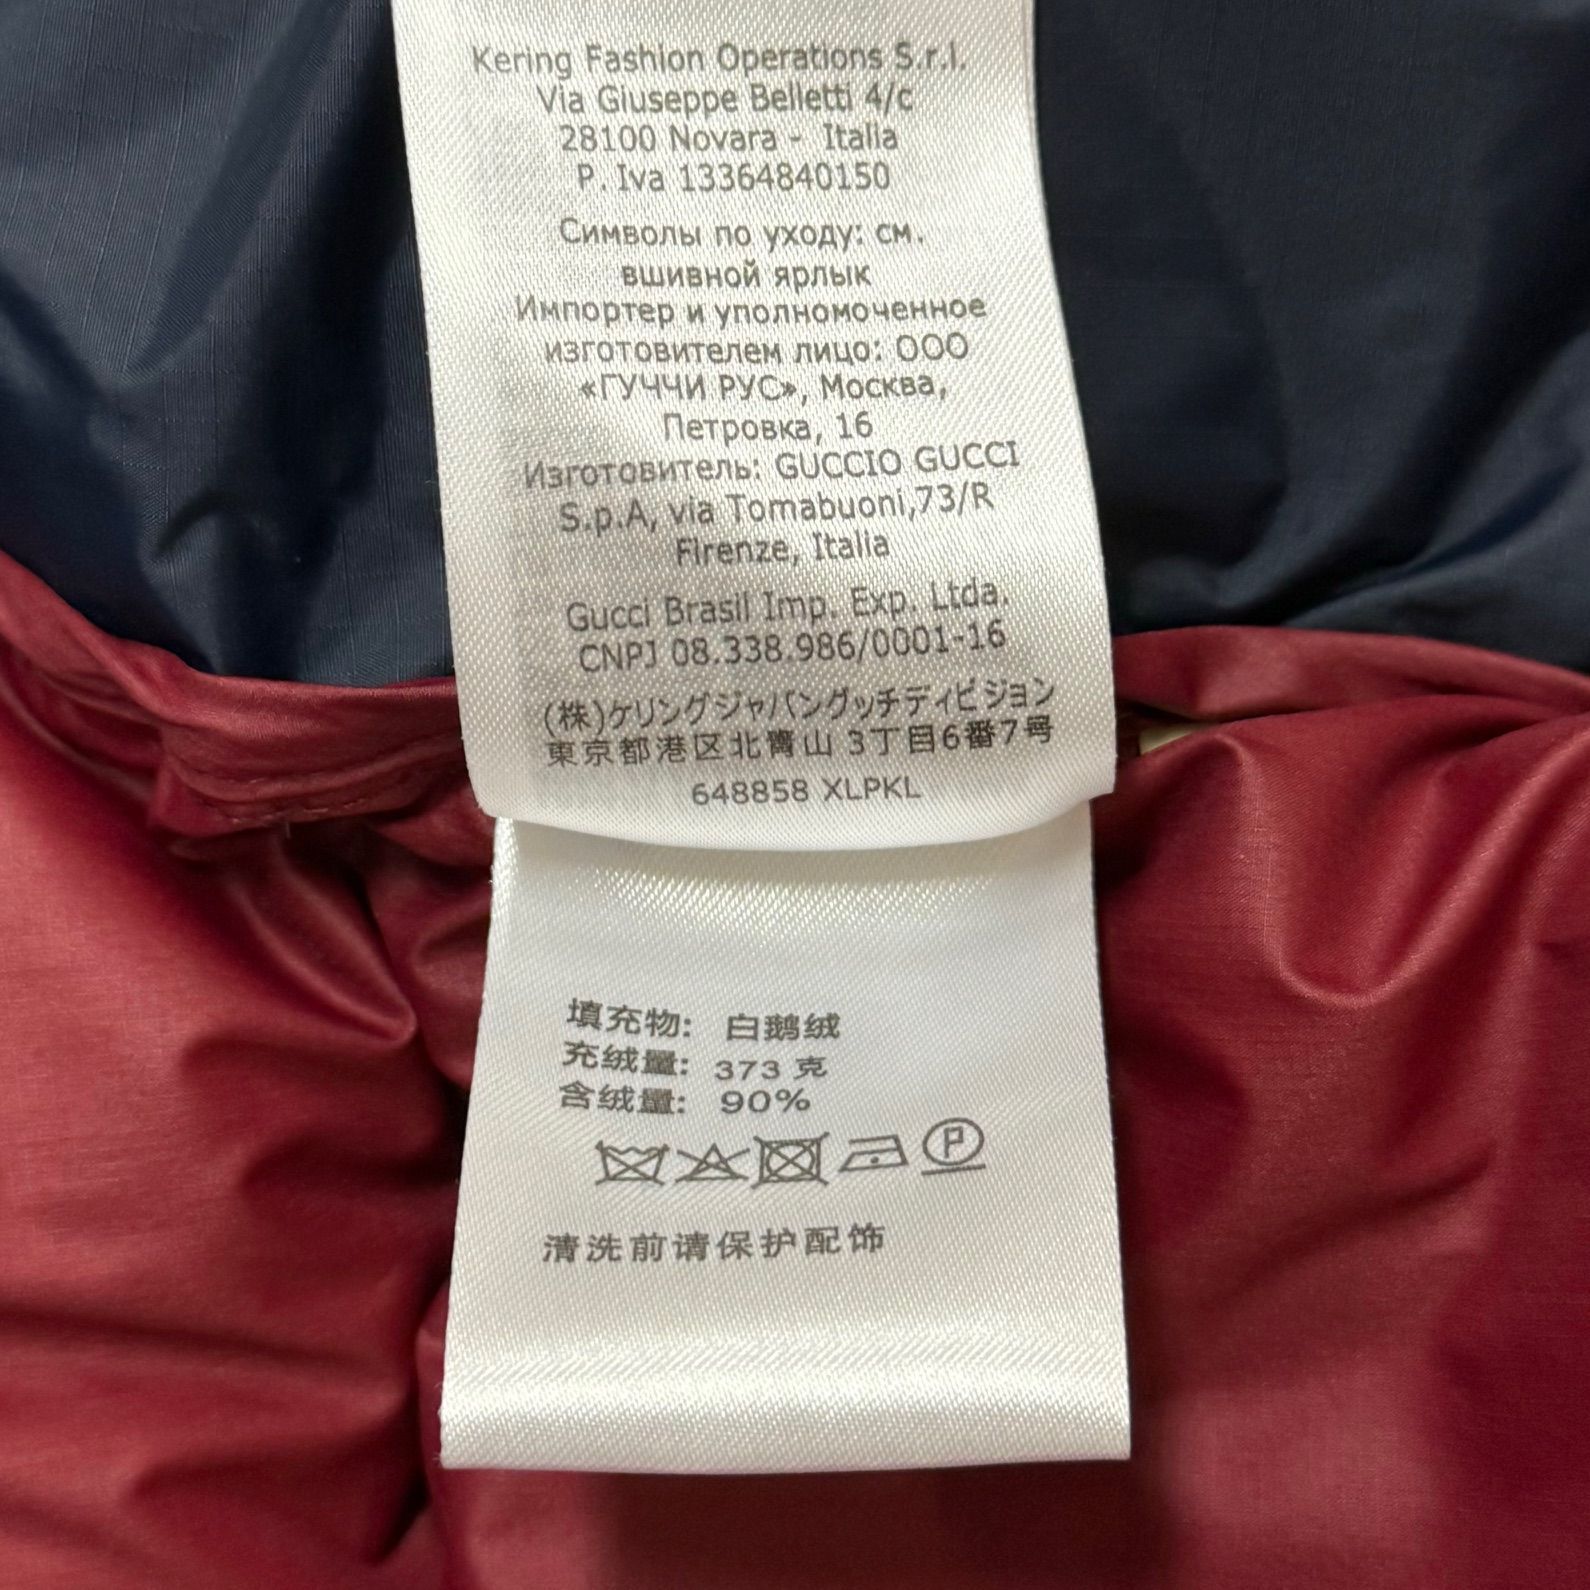 Kering Fashion Operations S.r.l.
Via Giuseppe Belletti 4/c
28100 Novara - Italia
P. Iva 13364840150
Символы по уходу: см.
вшивной ярлык
Импортер и уполномоченное
изготовителем лицо: ООО
«ГУЧЧИ РУС», Москва,
Петровка, 16
Изготовитель: GUCCIO GUCCI
S.p.A, via Tornabuoni,73/R
Firenze, Italia
Gucci Brasil Imp. Exp. Ltda.
CNPJ 08.338.986/0001-16
(株)ケリングジャパングッチディビジョン
東京都港区北青山 3丁目6番7号
648858 XLPKL
填充物: 白鹅绒
充绒量: 373 克
含绒量: 90%
P
清洗前请保护配饰